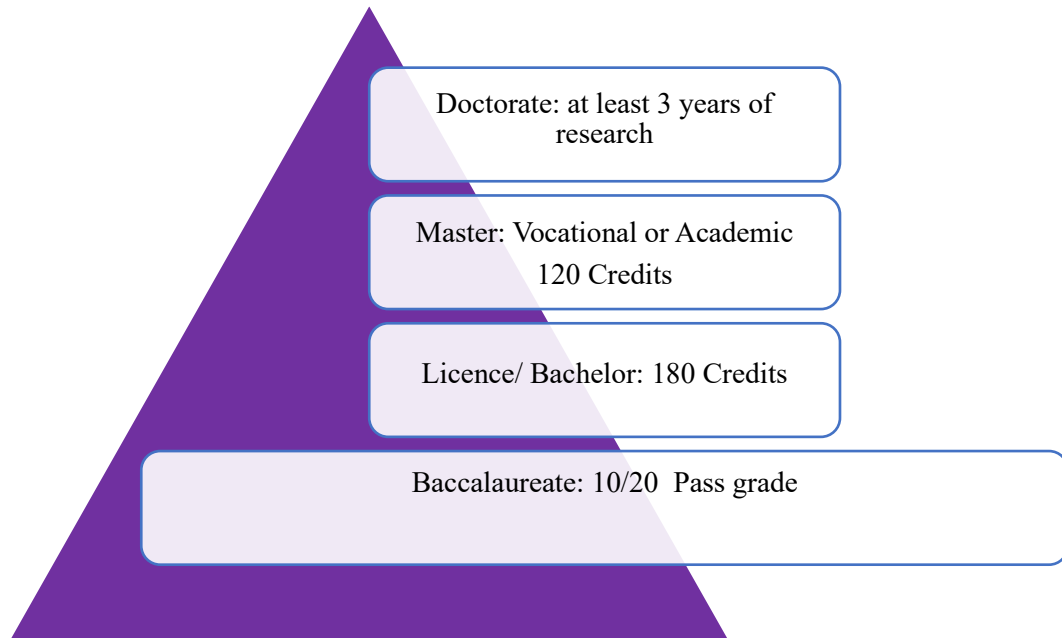 Doctorate: at least 3 years of
research
Master: Vocational or Academic
120 Credits
Licence/ Bachelor: 180 Credits
Baccalaureate: 10/20  Pass grade